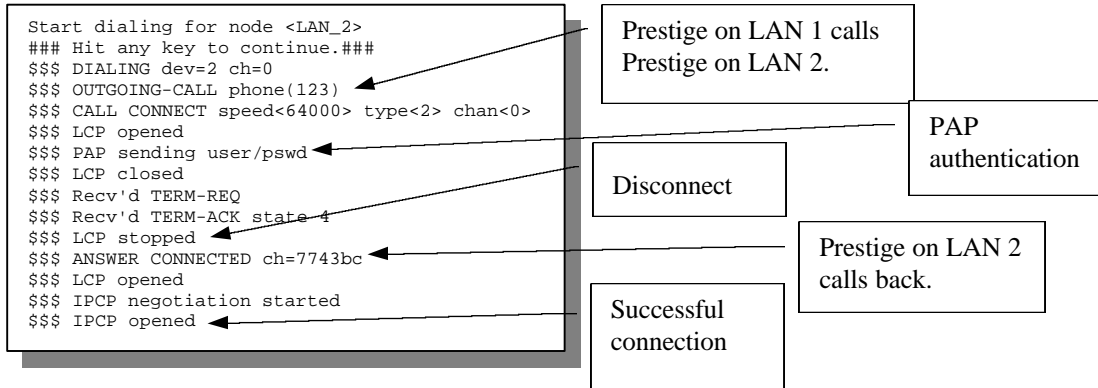 Start dialing for node <LAN_2>
### Hit any key to continue.###
$$$ DIALING dev=2 ch=0
$$$ OUTGOING-CALL phone(123)
$$$ CALL CONNECT speed<64000> type<2> chan<0>
$$$ LCP opened
$$$ PAP sending user/pswd
$$$ LCP closed
$$$ Recv'd TERM-REQ
$$$ Recv'd TERM-ACK state 4
$$$ LCP stopped
$$$ ANSWER CONNECTED ch=7743bc
$$$ LCP opened
$$$ IPCP negotiation started
$$$ IPCP opened
Prestige on LAN 1 calls
Prestige on LAN 2.
PAP
authentication
Disconnect
Prestige on LAN 2
calls back.
Successful
connection